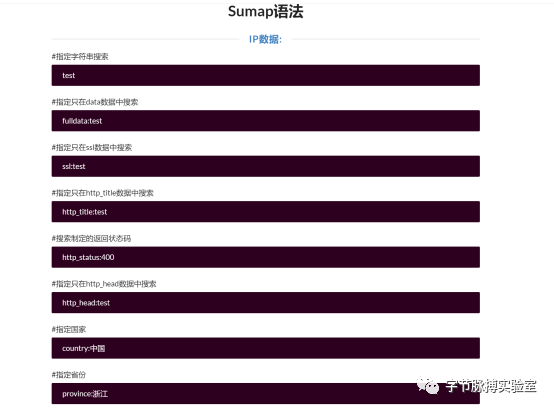 Sumap语法
IP数据:
#指定字符串搜索
test
#指定只在data数据中搜索
fulldata:test
#指定只在ssl数据中搜索
ssl:test
#指定只在http_title数据中搜索
http_title:test
#搜索制定的返回状态码
http_status:400
#指定只在http_head数据中搜索
http_head:test
#指定国家
country:中国
#指定省份
province:浙江
字节脉搏实验室